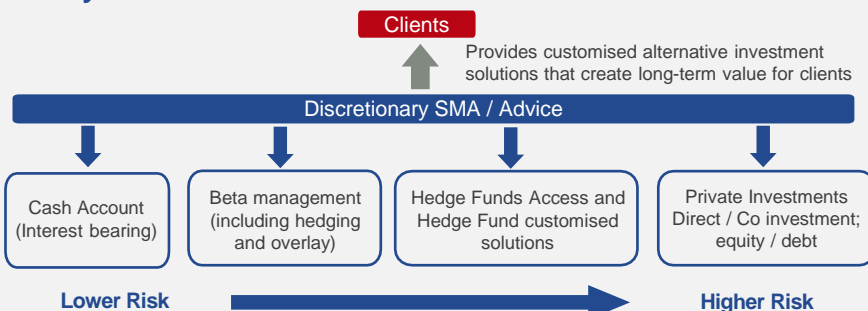 Clients
Provides customised alternative investment
solutions that create long-term value for clients
Discretionary SMA / Advice
Cash Account
(Interest bearing)
Beta management
(including hedging
and overlay)
Hedge Funds Access and
Hedge Fund customised
solutions
Private Investments
Direct / Co investment;
equity / debt
Lower Risk
Higher Risk